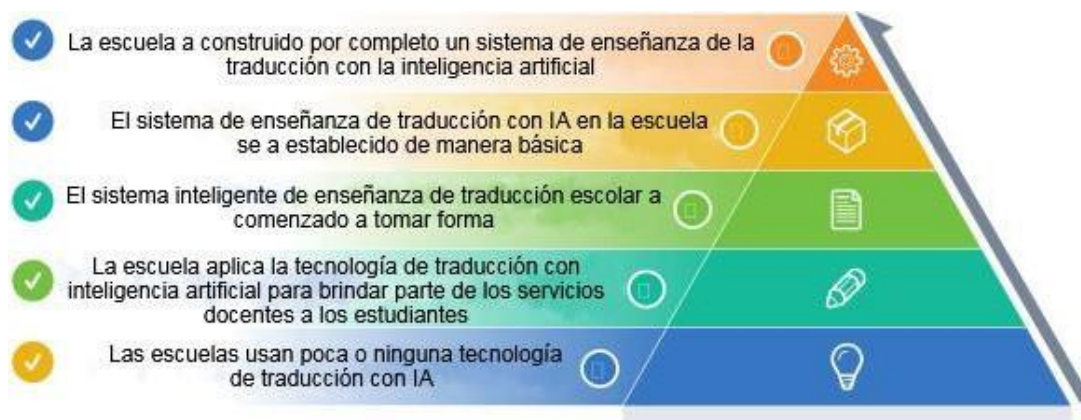 La escuela a construido por completo un sistema de enseñanza de la
traducción con la inteligencia artificial
El sistema de enseñanza de traducción con IA en la escuela
se a establecido de manera básica
El sistema inteligente de enseñanza de traducción escolar a
comenzado a tomar forma
La escuela aplica la tecnología de traducción con
inteligencia artificial para brindar parte de los servicios
docentes a los estudiantes
Las escuelas usan poca o ninguna tecnología
de traducción con IA